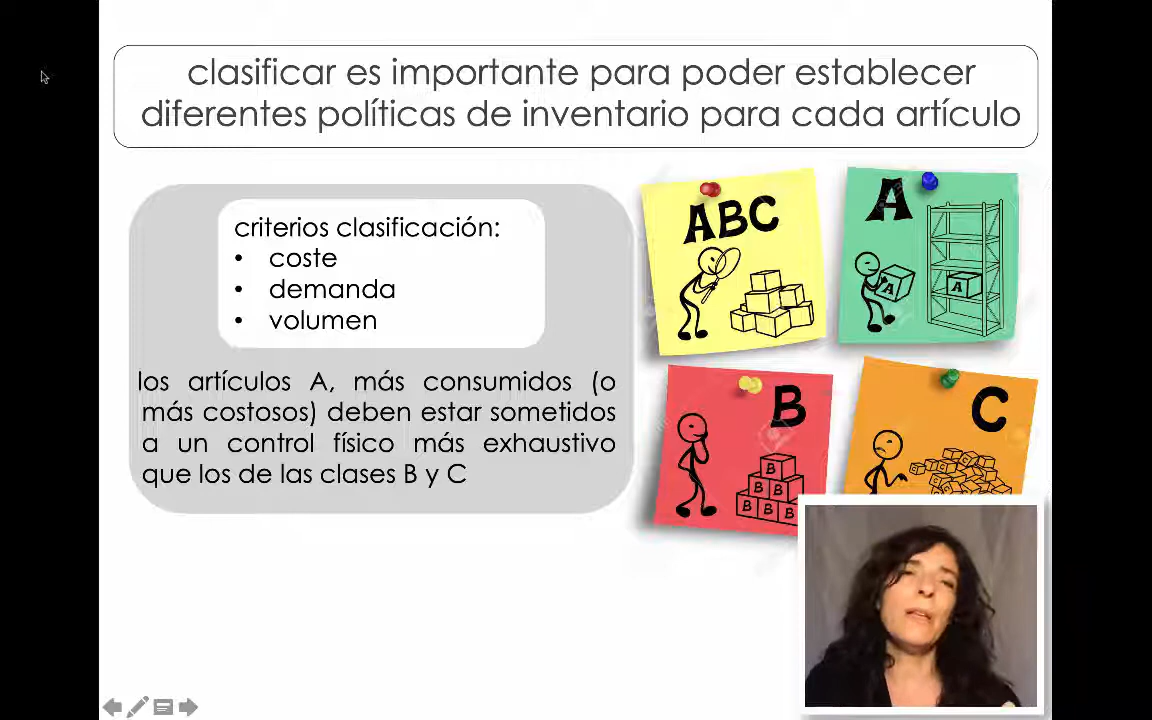 clasificar es importante para poder establecer
diferentes políticas de inventario para cada artículo
criterios clasificación:
• coste
• demanda
• volumen
los artículos A, más consumidos (o
más costosos) deben estar sometidos
a un control físico más exhaustivo
que los de las clases B y C
ABC
A
A
A
B
B
B B
B B B
C